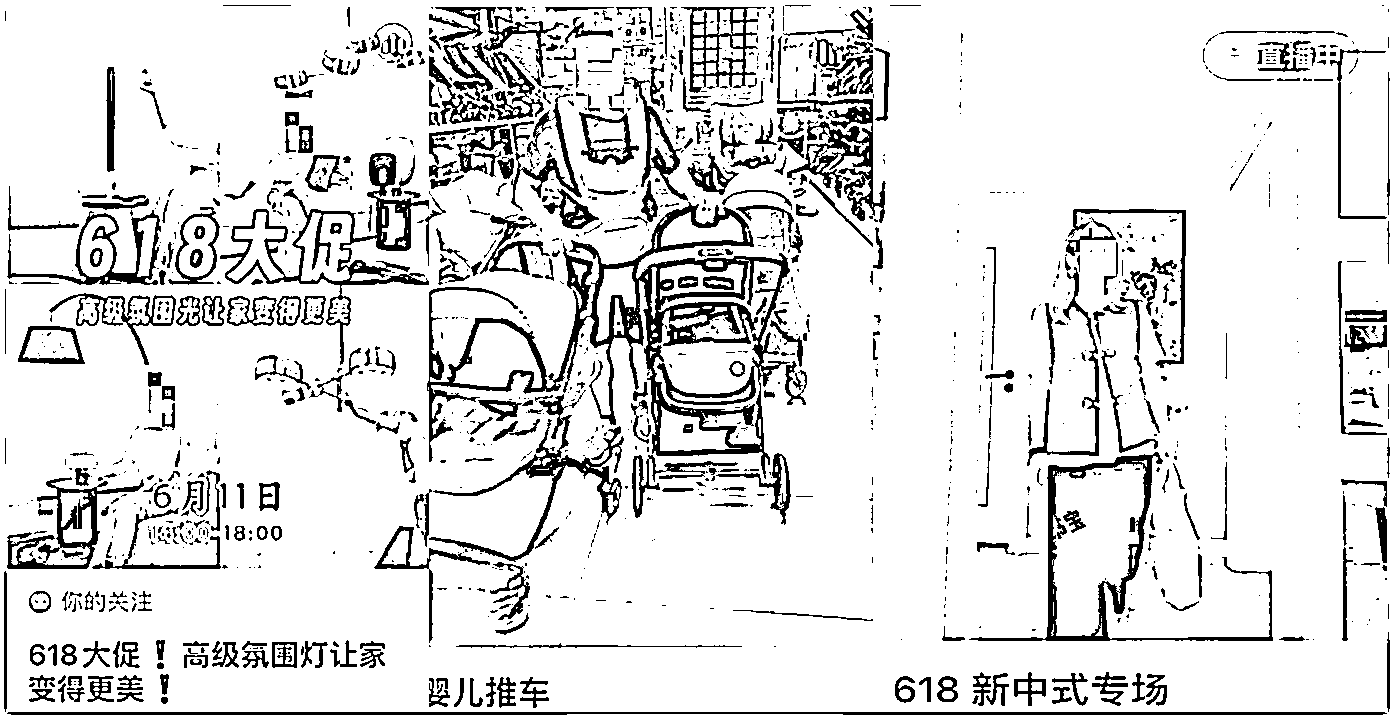 618大促
高级氛围光让家变得更美
6月11日
18:00
你的关注
618大促❗高级氛围灯让家
变得更美❗
婴儿推车
直播中
宝
618 新中式专场